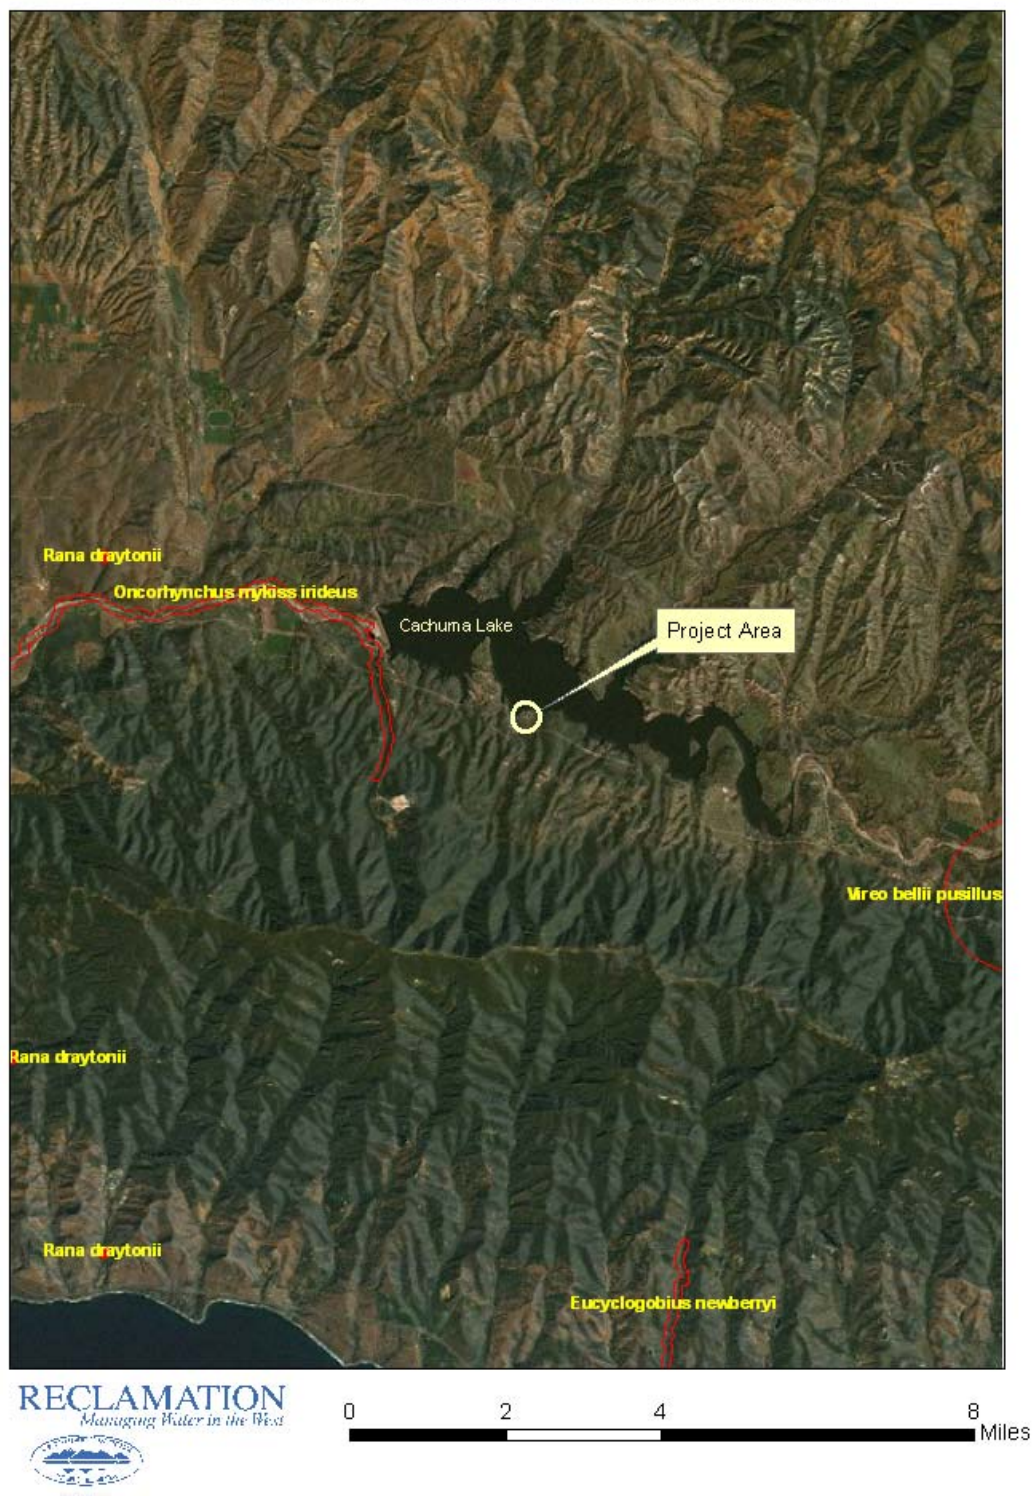 Rana draytonii
Oncorhynchus mykiss irideus
Cachuma Lake
Project Area
Vireo bellii pusillus
Rana draytonii
Rana draytonii
Eucyclogobius newberryi
RECLAMATION
Managing Water in the West
0 2 4 8
Miles